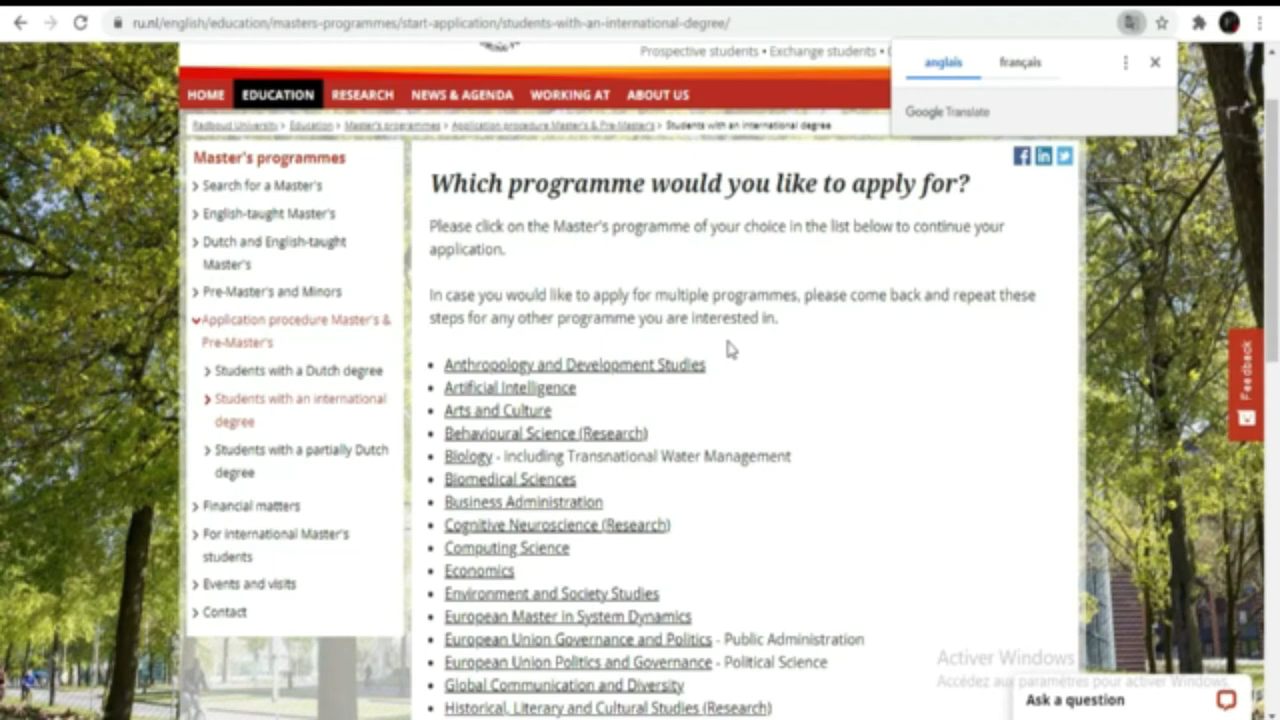 ru.nl/english/education/masters-programmes/start-application/students-with-an-international-degree/
Prospective students • Exchange students •
anglais français
Google Translate
HOME EDUCATION RESEARCH NEWS & AGENDA WORKING AT ABOUT US
Radboud University > Education > Master's programmes > Application procedure Master's & Pre-Master's > Students with an international degree
Master's programmes
Search for a Master's
English-taught Master's
Dutch and English-taught
Master's
Pre-Master's and Minors
Application procedure Master's &
Pre-Master's
Students with a Dutch degree
Students with an international
degree
Students with a partially Dutch
degree
Financial matters
For international Master's
students
Events and visits
Contact
Which programme would you like to apply for?
Please click on the Master's programme of your choice in the list below to continue your
application.
In case you would like to apply for multiple programmes, please come back and repeat these
steps for any other programme you are interested in.
• Anthropology and Development Studies
• Artificial Intelligence
• Arts and Culture
• Behavioural Science (Research)
• Biology - including Transnational Water Management
• Biomedical Sciences
• Business Administration
• Cognitive Neuroscience (Research)
• Computing Science
• Economics
• Environment and Society Studies
• European Master in System Dynamics
• European Union Governance and Politics - Public Administration
• European Union Politics and Governance - Political Science
• Global Communication and Diversity
• Historical, Literary and Cultural Studies (Research)
Feedback
Activer Windows
Accédez aux paramètres pour activer Windows.
Ask a question